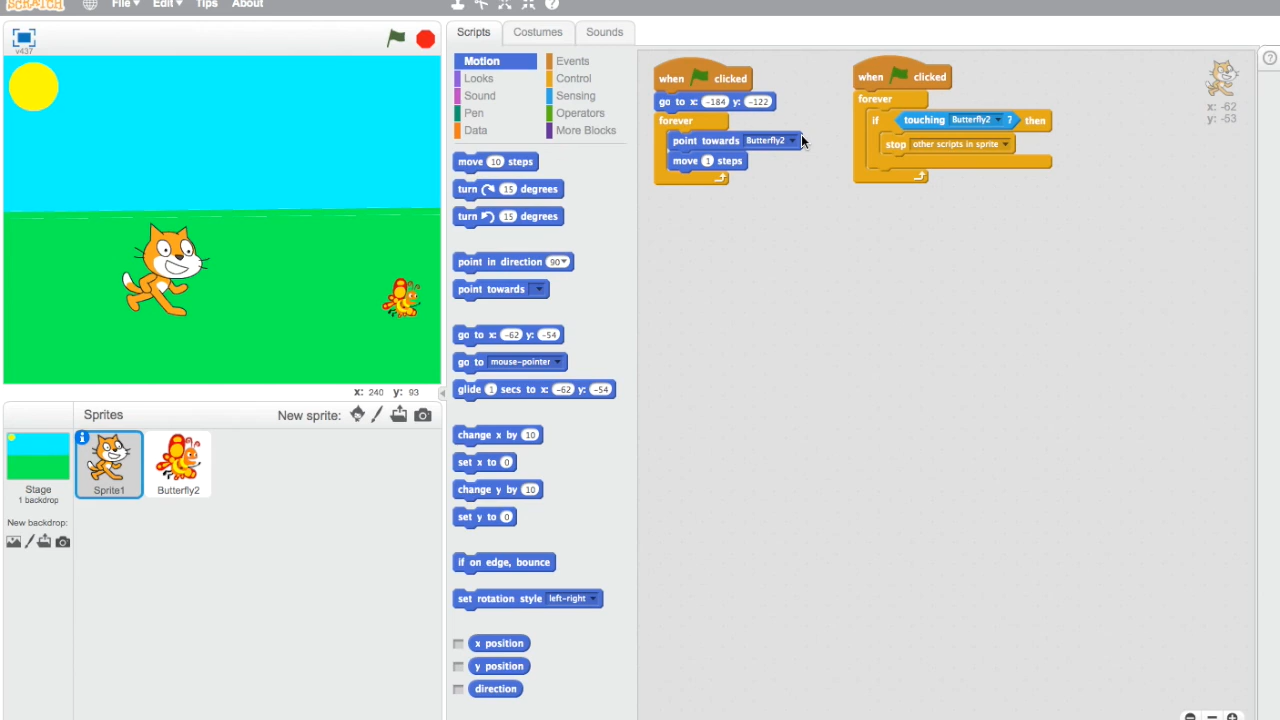 SCRATCH File Edit Tips About
v437
Scripts Costumes Sounds
Motion Events
Looks Control
Sound Sensing
Pen Operators
Data More Blocks
move 10 steps
turn 15 degrees
turn 15 degrees
point in direction 90
point towards
go to x: -62 y: -54
go to mouse-pointer
glide 1 secs to x: -62 y: -54
change x by 10
set x to 0
change y by 10
set y to 0
if on edge, bounce
set rotation style left-right
x position
y position
direction
when clicked
go to x: -184 y: -122
forever
point towards Butterfly2
move 1 steps
when clicked
forever
if touching Butterfly2 ? then
stop other scripts in sprite
x: -62
y: -53
x: 240 y: 93
Sprites New sprite:
Stage
1 backdrop
New backdrop:
Sprite1
Butterfly2